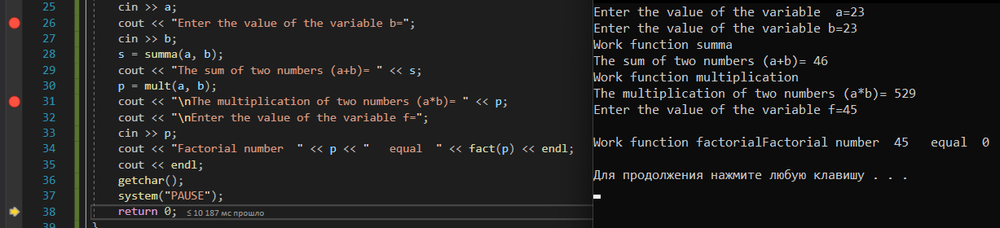 25 cin >> a;
26 cout << "Enter the value of the variable b=";
27 cin >> b;
28 s = summa(a, b);
29 cout << "The sum of two numbers (a+b)= " << s;
30 p = mult(a, b);
31 cout << "\nThe multiplication of two numbers (a*b)= " << p;
32 cout << "\nEnter the value of the variable f=";
33 cin >> p;
34 cout << "Factorial number  " << p << "   equal  " << fact(p) << endl;
35 cout << endl;
36 getchar();
37 system("PAUSE");
38 return 0; ≤ 10 187 мс прошло
39 }
Enter the value of the variable  a=23
Enter the value of the variable b=23
Work function summa
The sum of two numbers (a+b)= 46
Work function multiplication
The multiplication of two numbers (a*b)= 529
Enter the value of the variable f=45
Work function factorialFactorial number  45   equal  0
Для продолжения нажмите любую клавишу . . .